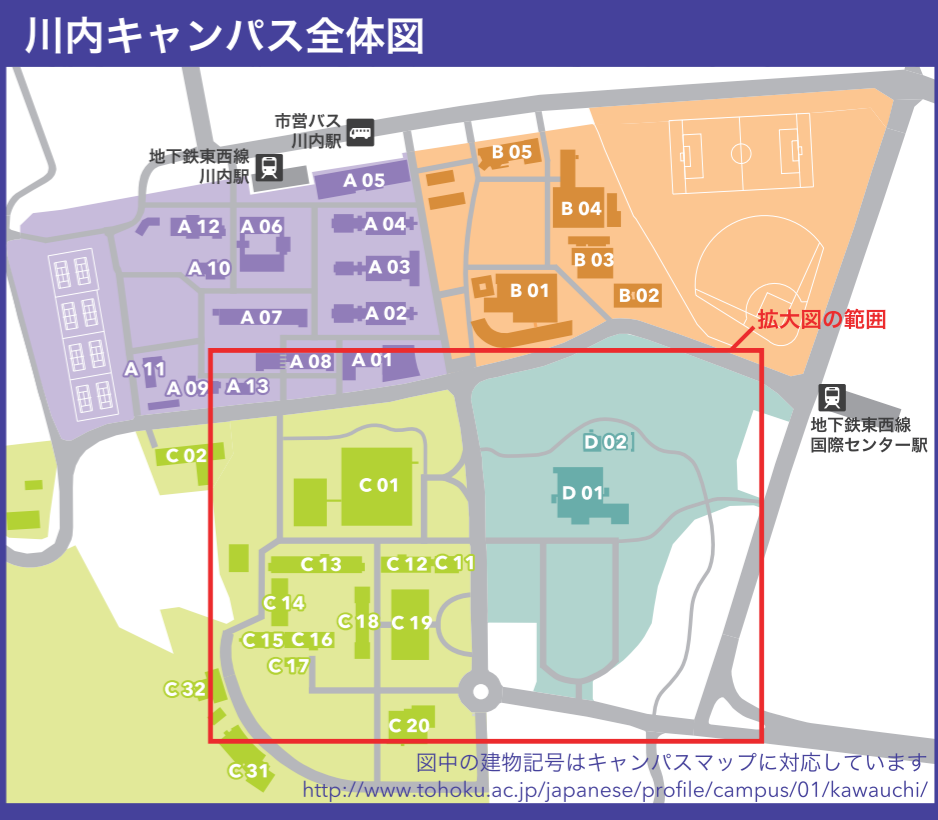 川内キャンパス全体図
市営バス
川内駅
地下鉄東西線
川内駅
A 05
B 05
B 04
A 12
A 06
A 04
A 10
A 03
B 03
B 01
B 02
A 07
A 02
拡大図の範囲
A 11
A 08
A 01
A 09
A 13
地下鉄東西線
国際センター駅
C 02
D 02
C 01
D 01
C 13
C 12
C 11
C 14
C 18
C 19
C 15
C 16
C 17
C 32
C 20
C 31
図中の建物記号はキャンパスマップに対応しています
http://www.tohoku.ac.jp/japanese/profile/campus/01/kawauchi/